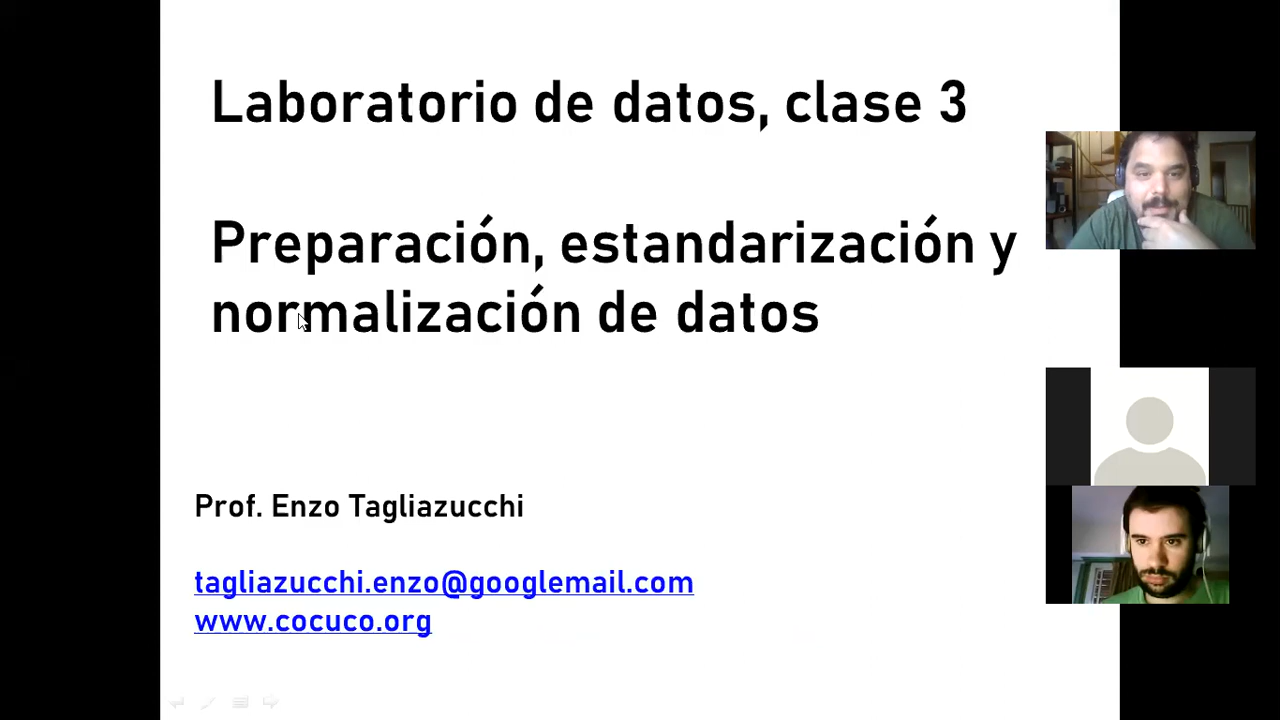 Laboratorio de datos, clase 3
Preparación, estandarización y
normalización de datos
Prof. Enzo Tagliazucchi
tagliazucchi.enzo@googlemail.com
www.cocuco.org